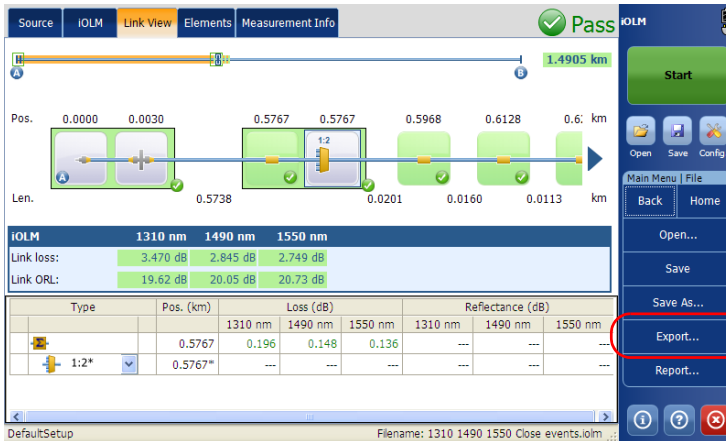 Source iOLM Link View Elements Measurement Info Pass iOLM
1.4905 km
A B
Start
Pos. 0.0000 0.0030 0.5767 0.5767 0.5968 0.6128 0.6: km
1:2
Open Save Config
A
Main Menu | File
Len. 0.5738 0.0201 0.0160 0.0113 km
Back Home
iOLM 1310 nm 1490 nm 1550 nm
Open...
Link loss: 3.470 dB 2.845 dB 2.749 dB
Save
Link ORL: 19.62 dB 20.05 dB 20.73 dB
Save As...
Type Pos. (km) Loss (dB) Reflectance (dB)
1310 nm 1490 nm 1550 nm 1310 nm 1490 nm 1550 nm
Export...
Σ 0.5767 0.196 0.148 0.136 --- --- ---
1:2* 0.5767" --- --- --- --- --- ---
Report...
DefaultSetup Filename: 1310 1490 1550 Close events.iolm